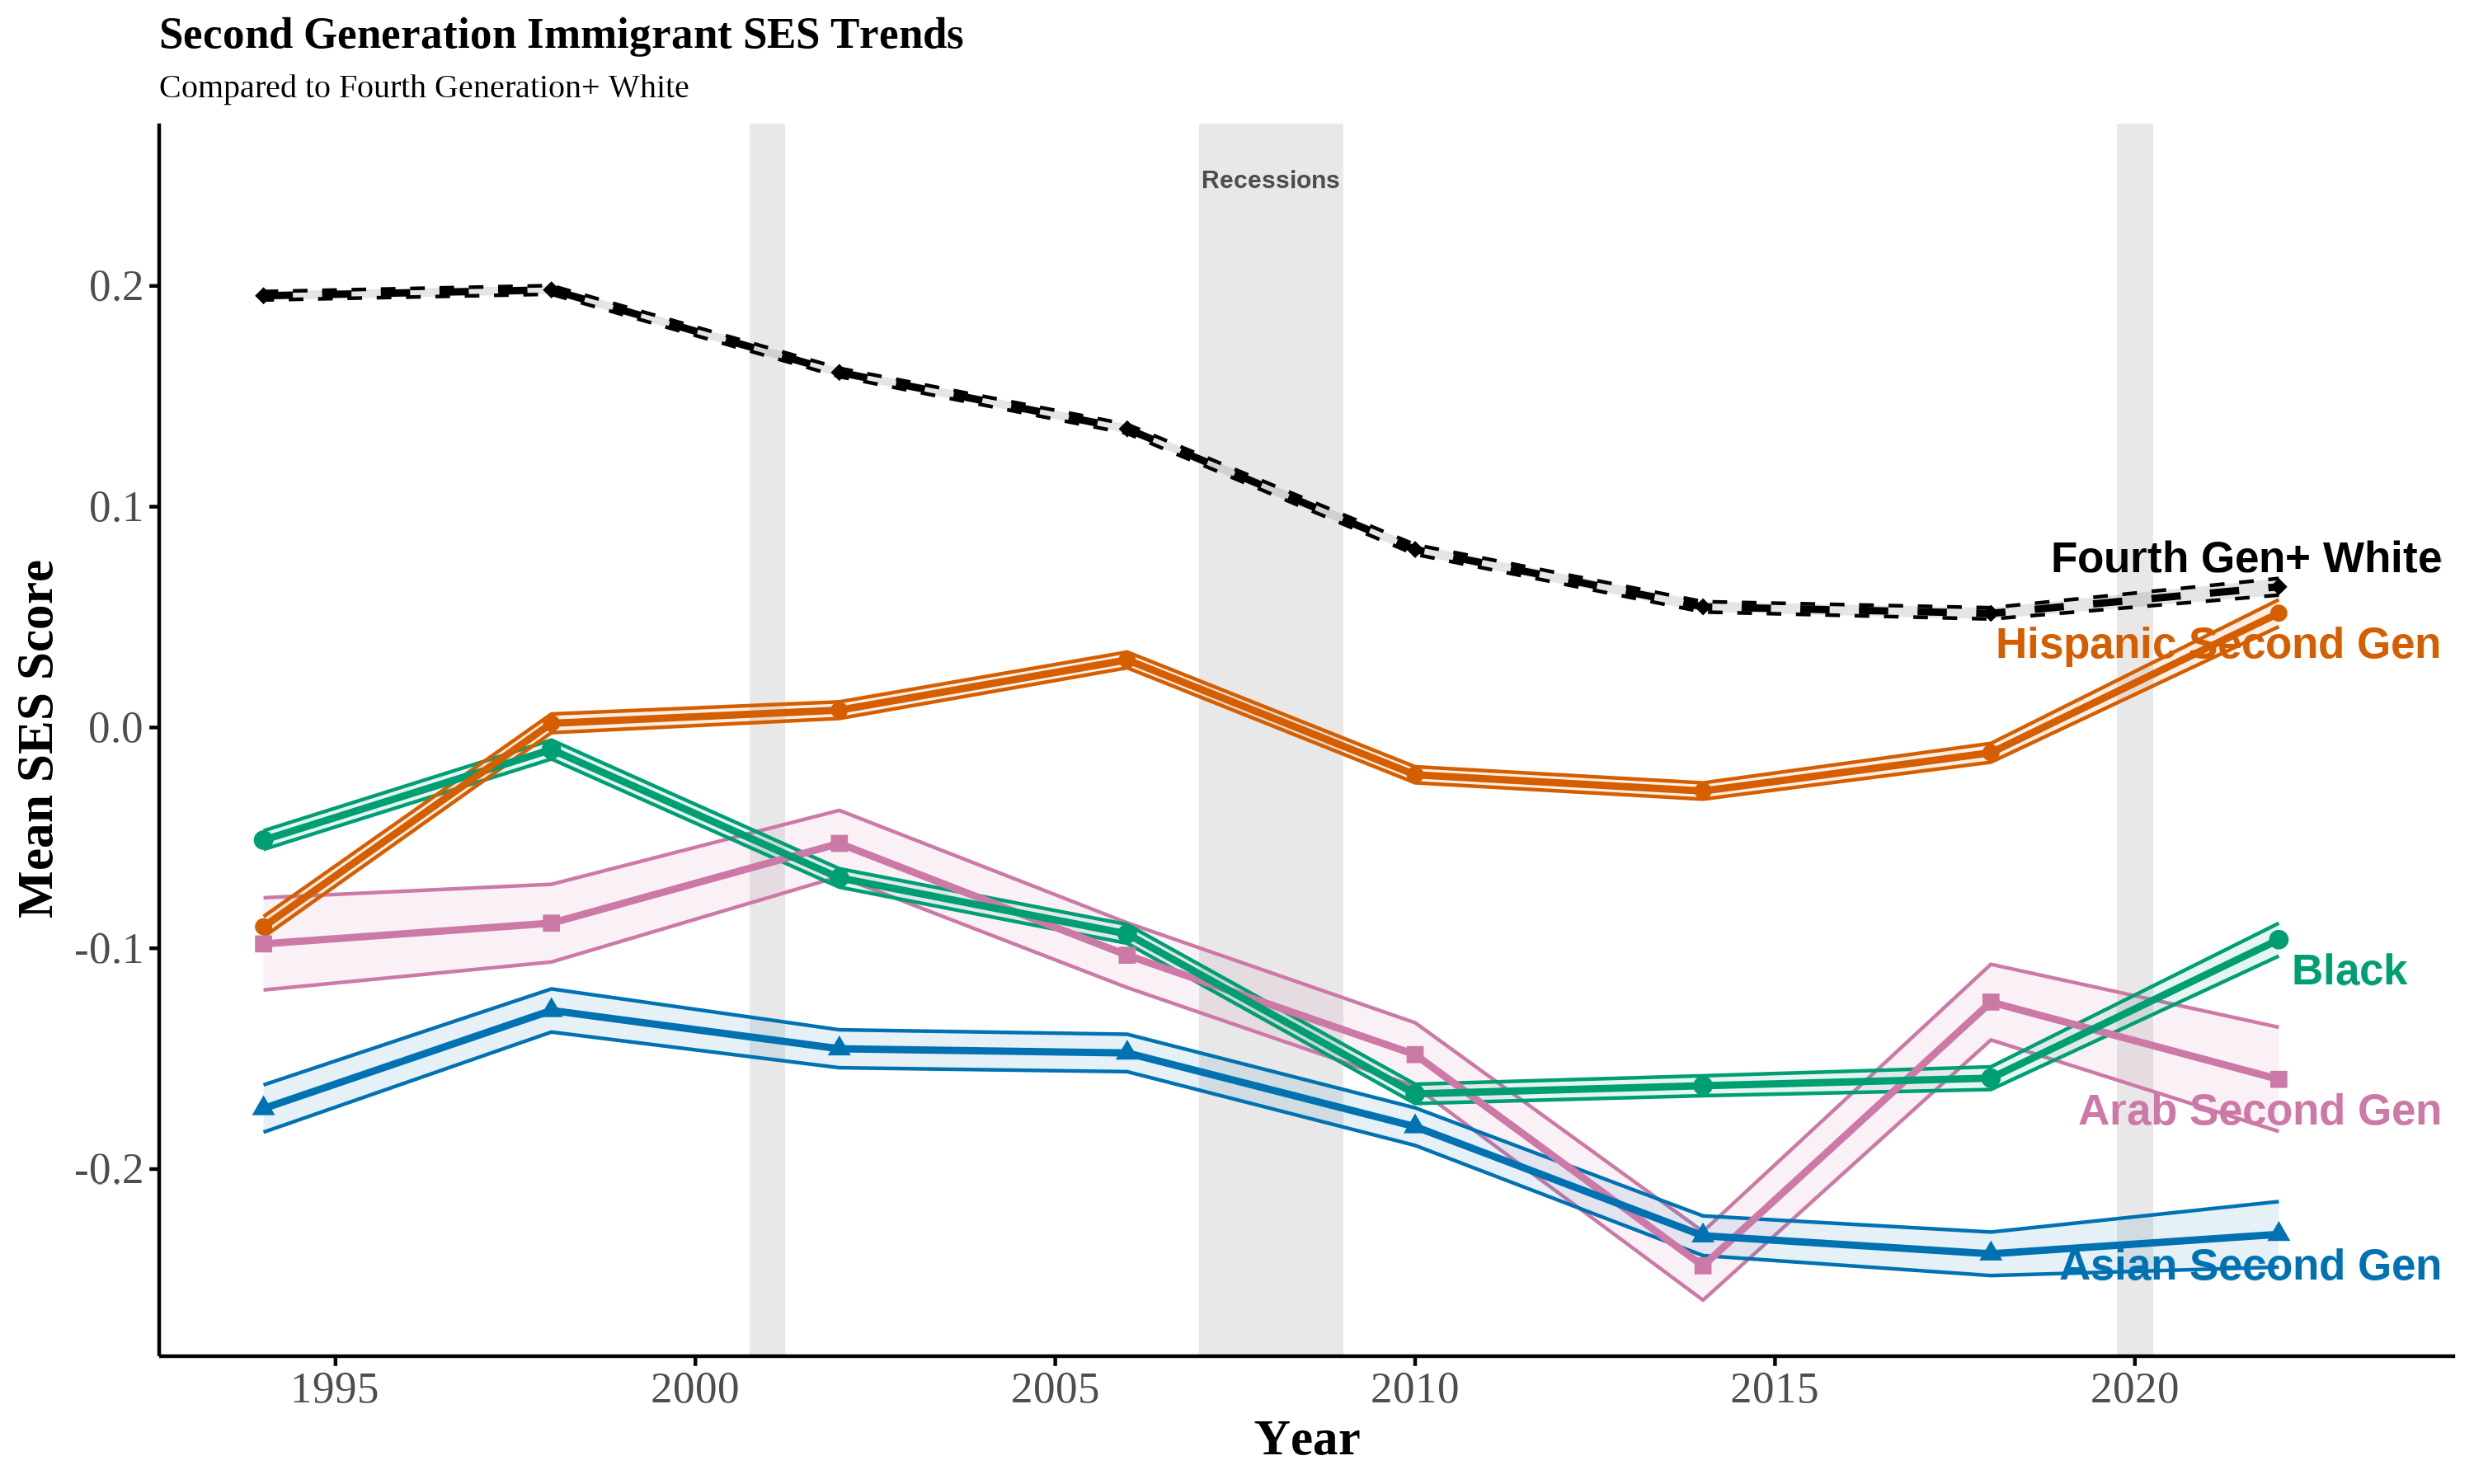 Second Generation Immigrant SES Trends
Compared to Fourth Generation+ White
Recessions
0.2
0.1
0.0
-0.1
-0.2
Mean SES Score
Fourth Gen+ White
Hispanic Second Gen
Black
Arab Second Gen
Asian Second Gen
1995
2000
2005
2010
2015
2020
Year